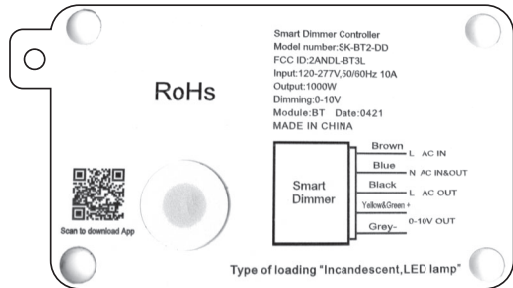 Smart Dimmer Controller
Model number:SK-BT2-DD
FCC ID:2ANDL-BT3L
Input:120-277V,50/60Hz 10A
Output:1000W
Dimming:0-10V
Module:BT Date:0421
MADE IN CHINA
RoHs
Brown L AC IN
Blue N AC IN&OUT
Black L AC OUT
Yellow&Green +
0-10V OUT
Grey-
Smart
Dimmer
Scan to download App
Type of loading "Incandescent,LED lamp"